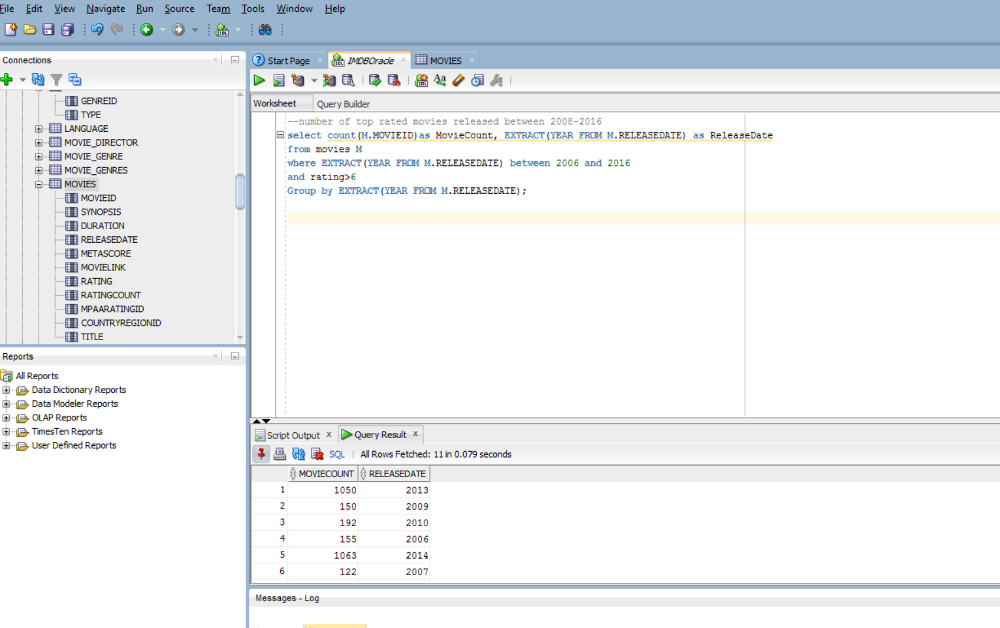 File Edit View Navigate Run Source Team Tools Window Help
Connections
GENREID
TYPE
LANGUAGE
MOVIE_DIRECTOR
MOVIE_GENRE
MOVIE_GENRES
MOVIES
MOVIEID
SYNOPSIS
DURATION
RELEASEDATE
METASCORE
MOVIELINK
RATING
RATINGCOUNT
MPAARATINGID
COUNTRYREGIONID
TITLE
Reports
All Reports
Data Dictionary Reports
Data Modeler Reports
OLAP Reports
TimesTen Reports
User Defined Reports
Start Page IMDBOracle MOVIES
Worksheet Query Builder
--number of top rated movies released between 2008-2016
select count(M.MOVIEID)as MovieCount, EXTRACT(YEAR FROM M.RELEASEDATE) as ReleaseDate
from movies M
where EXTRACT(YEAR FROM M.RELEASEDATE) between 2006 and 2016
and rating>6
Group by EXTRACT(YEAR FROM M.RELEASEDATE);
Script Output x Query Result x
SQL | All Rows Fetched: 11 in 0.079 seconds
MOVIECOUNT RELEASEDATE
1 1050 2013
2 150 2009
3 192 2010
4 155 2006
5 1063 2014
6 122 2007
Messages - Log